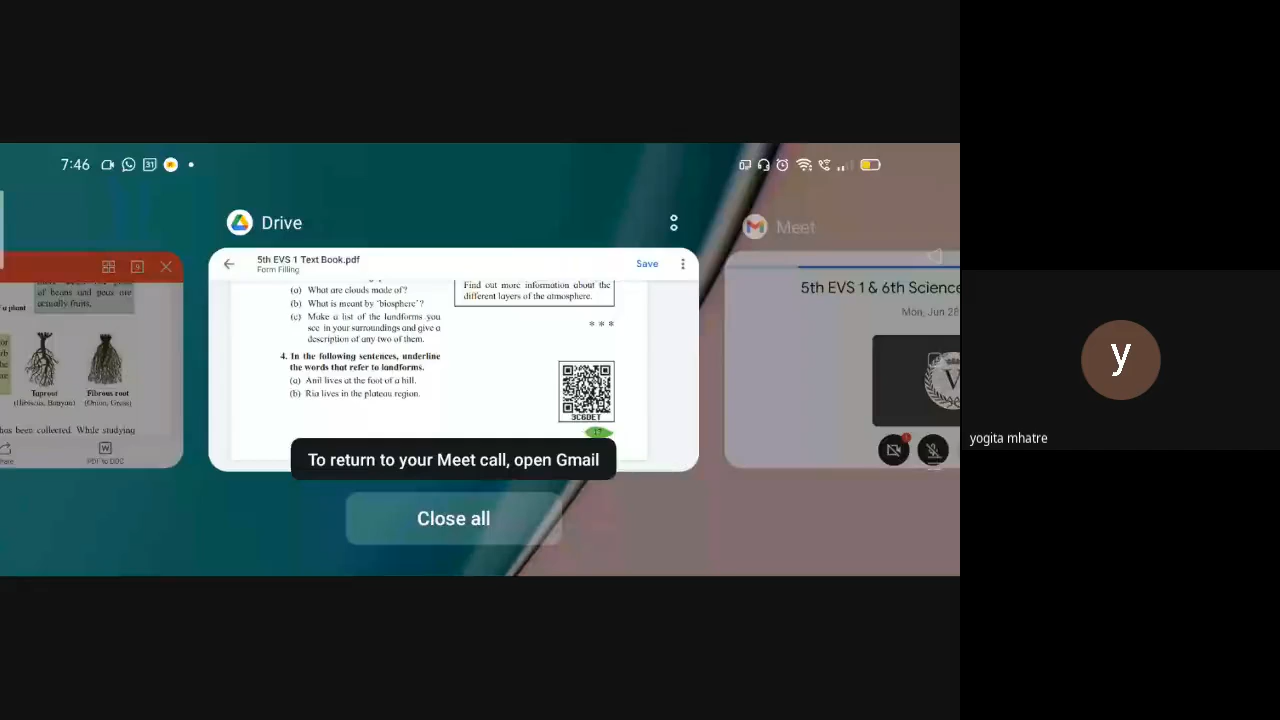 7:46
31
Drive
Meet
5th EVS 1 Text Book.pdf
Form Filling
Save
of beans and peas are
actually fruits.
a plant
Taproot
Fibrous root
(Hibiscus, Banyan)
(Onion, Grass)
has been collected. While studying
PDF to DOC
(a) What are clouds made of?
(b) What is meant by 'biosphere'?
(c) Make a list of the landforms you
see in your surroundings and give a
description of any two of them.
4. In the following sentences, underline
the words that refer to landforms.
(a) Anil lives at the foot of a hill.
(b) Ria lives in the plateau region.
Find out more information about the
different layers of the atmosphere.
* * *
3C6DET
5th EVS 1 & 6th Science
Mon, Jun 28
V
To return to your Meet call, open Gmail
Close all
y
yogita mhatre